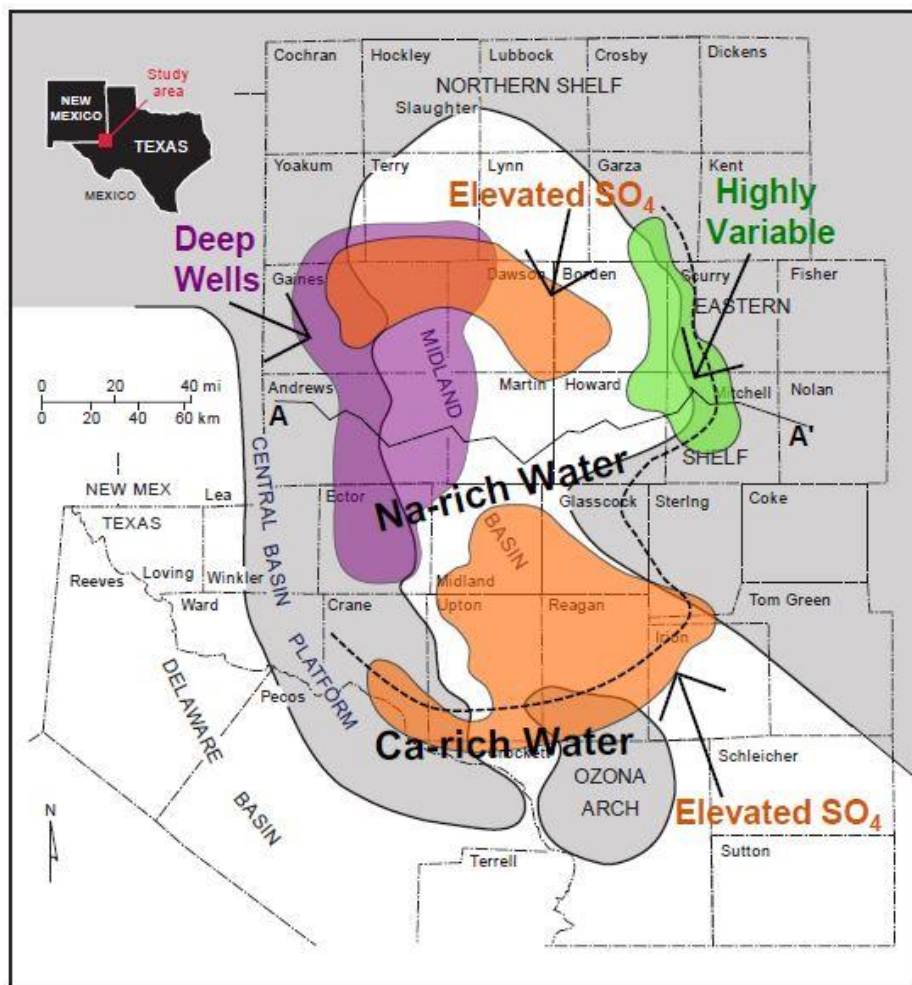 Cochran
Hockley
Lubbock
Crosby
Dickens
NORTHERN SHELF
Slaughter
Study
area
NEW
MEXICO
TEXAS
MEXICO
Yoakum
Terry
Lynn
Garza
Kent
Elevated SO₄
Highly
Variable
Deep
Wells
Gaines
Dawson
Borden
Scurry
Fisher
EASTERN
MIDLAND
0 20 40 mi
0 20 40 60 km
Andrews
Martin
Howard
Mitchell
Nolan
A
A'
SHELF
CENTRAL BASIN PLATFORM
Na-rich Water
NEW MEX
Lea
TEXAS
Ector
Glasscock
Sterlng
Coke
BASIN
Reeves
Loving
Winkler
Midland
Ward
Crane
Upton
Reagan
Tom Green
Irion
DELAWARE
BASIN
Pecos
Ca-rich Water
Crockett
Schleicher
OZONA
ARCH
Elevated SO₄
N
Terrell
Sutton